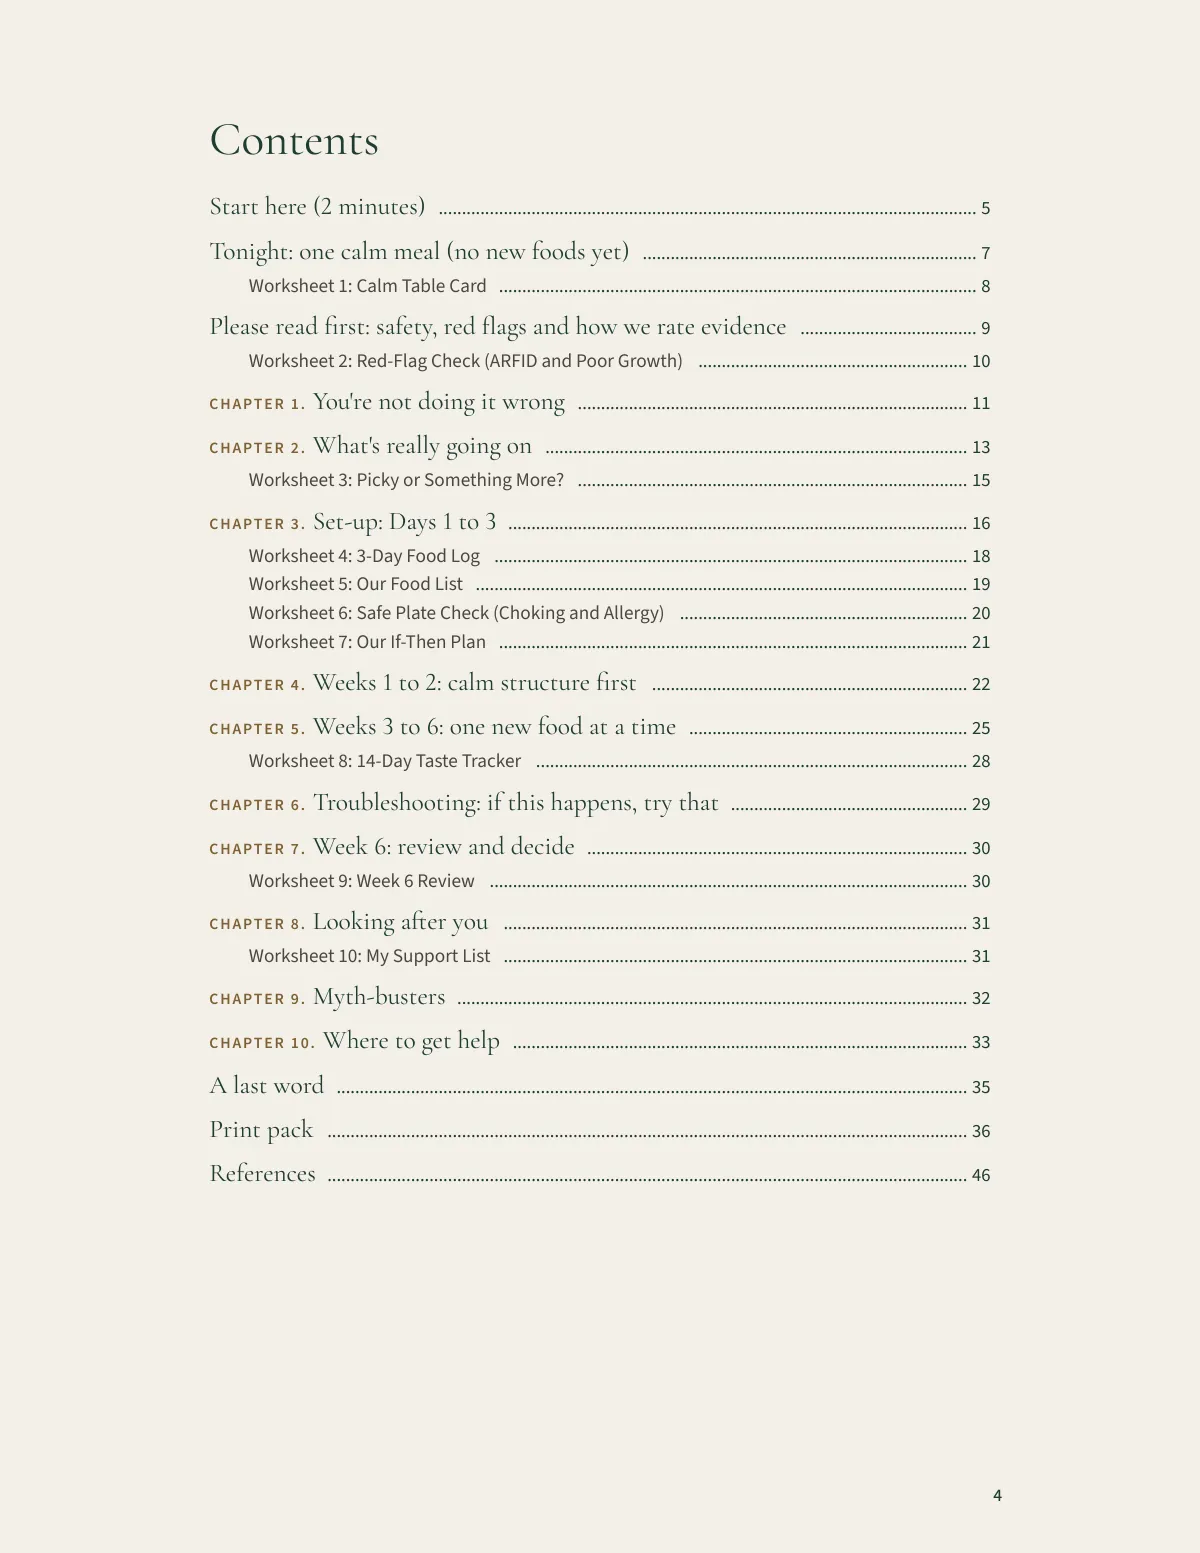 Contents
Start here (2 minutes) ........ 5
Tonight: one calm meal (no new foods yet) ........ 7
Worksheet 1: Calm Table Card ........ 8
Please read first: safety, red flags and how we rate evidence ........ 9
Worksheet 2: Red-Flag Check (ARFID and Poor Growth) ........ 10
CHAPTER 1. You're not doing it wrong ........ 11
CHAPTER 2. What's really going on ........ 13
Worksheet 3: Picky or Something More? ........ 15
CHAPTER 3. Set-up: Days 1 to 3 ........ 16
Worksheet 4: 3-Day Food Log ........ 18
Worksheet 5: Our Food List ........ 19
Worksheet 6: Safe Plate Check (Choking and Allergy) ........ 20
Worksheet 7: Our If-Then Plan ........ 21
CHAPTER 4. Weeks 1 to 2: calm structure first ........ 22
CHAPTER 5. Weeks 3 to 6: one new food at a time ........ 25
Worksheet 8: 14-Day Taste Tracker ........ 28
CHAPTER 6. Troubleshooting: if this happens, try that ........ 29
CHAPTER 7. Week 6: review and decide ........ 30
Worksheet 9: Week 6 Review ........ 30
CHAPTER 8. Looking after you ........ 31
Worksheet 10: My Support List ........ 31
CHAPTER 9. Myth-busters ........ 32
CHAPTER 10. Where to get help ........ 33
A last word ........ 35
Print pack ........ 36
References ........ 46
4